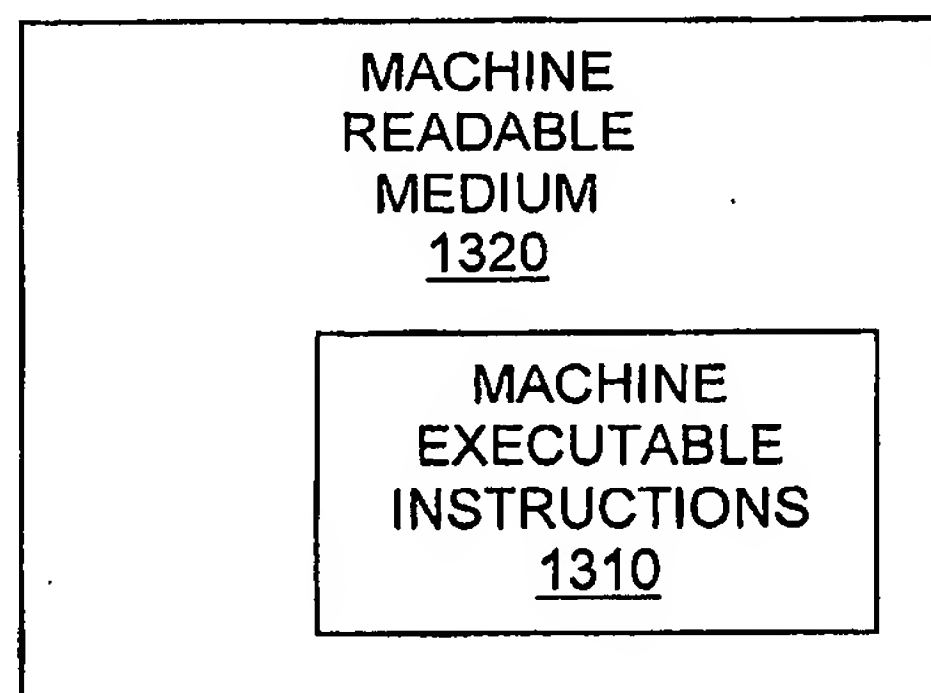 MACHINE
READABLE
MEDIUM
1320
MACHINE
EXECUTABLE
INSTRUCTIONS
1310